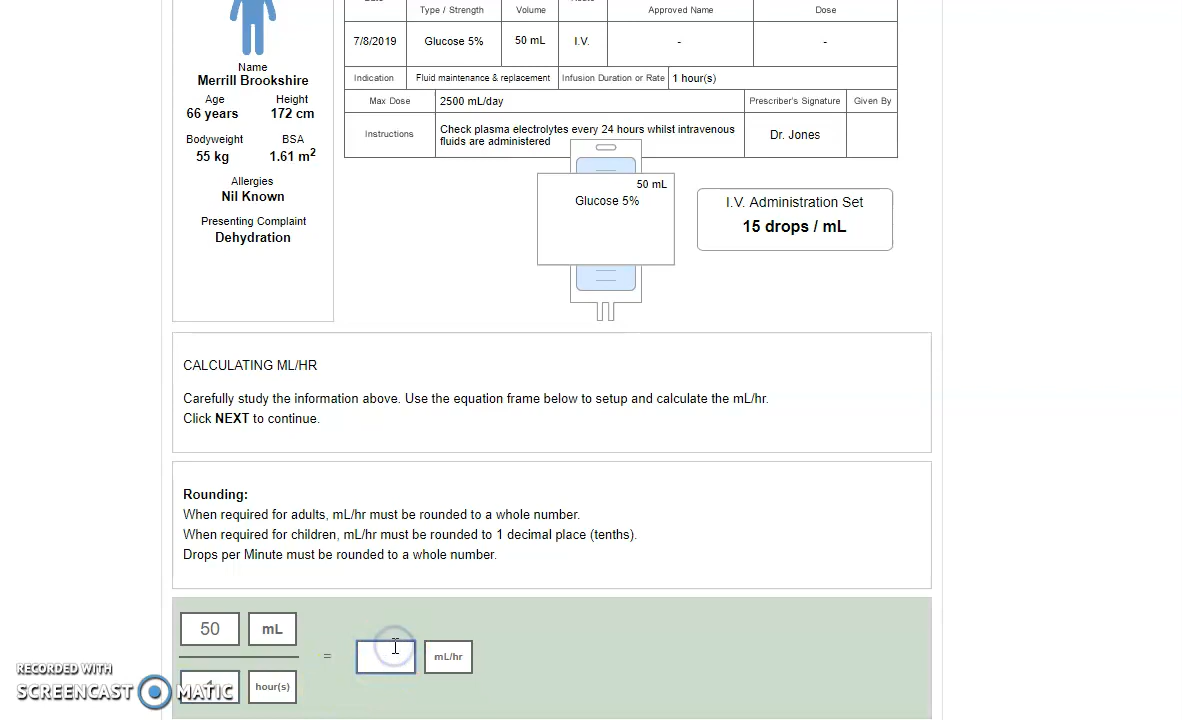 Type / Strength Volume Approved Name Dose
7/8/2019 Glucose 5% 50 mL I.V. - -
Indication Fluid maintenance & replacement Infusion Duration or Rate 1 hour(s)
Max Dose 2500 mL/day Prescriber's Signature Given By
Instructions Check plasma electrolytes every 24 hours whilst intravenous
fluids are administered
Dr. Jones
Name
Merrill Brookshire
Age Height
66 years 172 cm
Bodyweight BSA
55 kg 1.61 m²
Allergies
Nil Known
Presenting Complaint
Dehydration
50 mL
Glucose 5%
I.V. Administration Set
15 drops / mL
CALCULATING ML/HR
Carefully study the information above. Use the equation frame below to setup and calculate the mL/hr.
Click NEXT to continue.
Rounding:
When required for adults, mL/hr must be rounded to a whole number.
When required for children, mL/hr must be rounded to 1 decimal place (tenths).
Drops per Minute must be rounded to a whole number.
50 mL
= mL/hr
1 hour(s)
RECORDED WITH
SCREENCAST MATIC